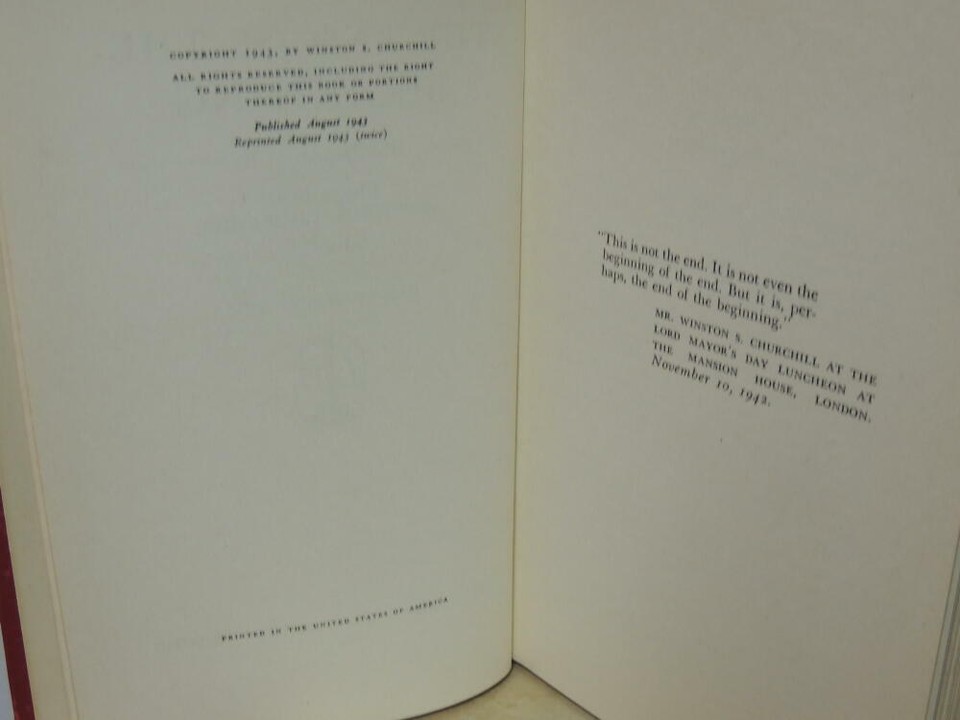 COPYRIGHT 1943, BY WINSTON S. CHURCHILL
ALL RIGHTS RESERVED, INCLUDING THE RIGHT
TO REPRODUCE THIS BOOK OR PORTIONS
THEREOF IN ANY FORM
Published August 1943
Reprinted August 1943 (twice)
PRINTED IN THE UNITED STATES OF AMERICA
"This is not the end. It is not even the
beginning of the end. But it is, per-
haps, the end of the beginning."
MR. WINSTON S. CHURCHILL AT THE
LORD MAYOR'S DAY LUNCHEON AT
THE MANSION HOUSE, LONDON.
November 10, 1942.